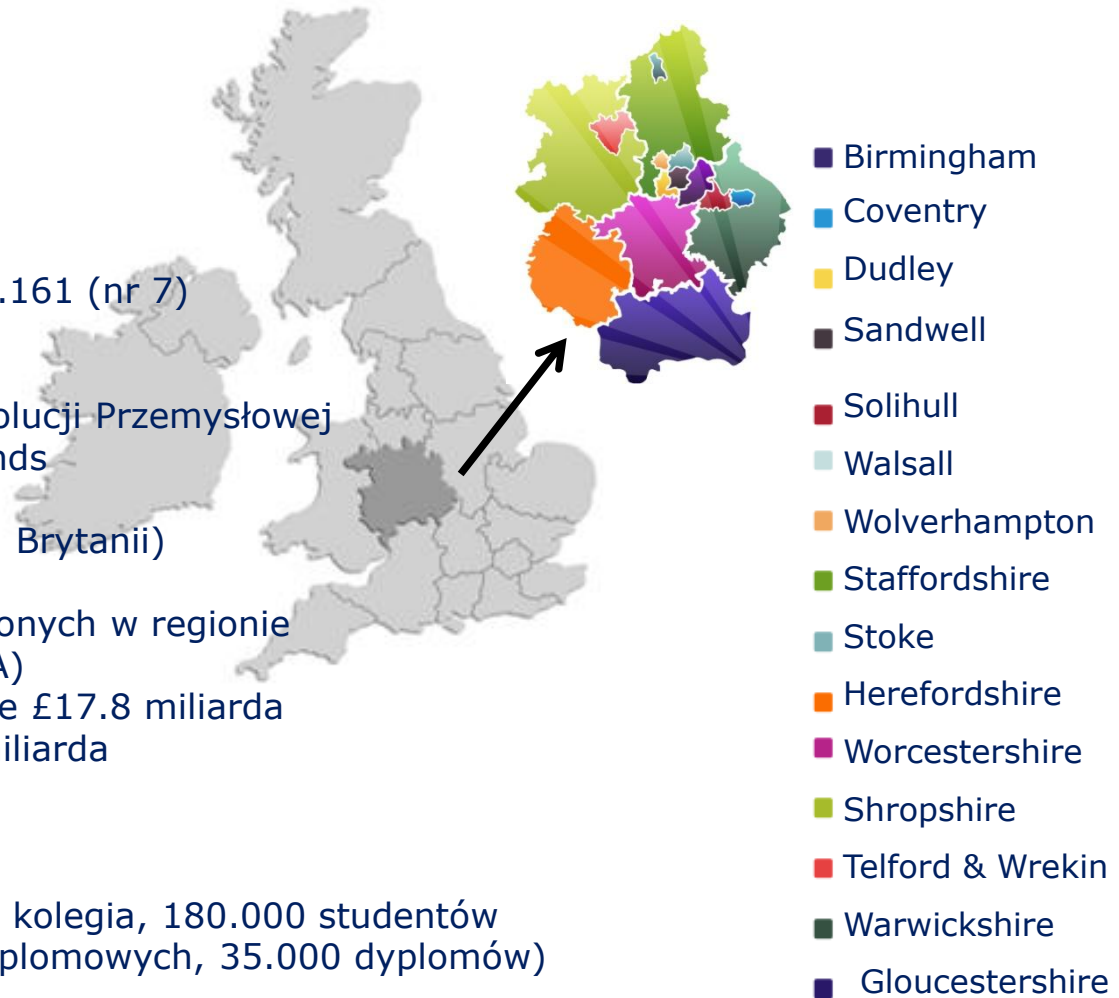 .161 (nr 7)
olucji Przemysłowej
nds
Brytanii)
onych w regionie
A)
e £17.8 miliarda
iliarda
kolegia, 180.000 studentów
plomowych, 35.000 dyplomów)
Birmingham
Coventry
Dudley
Sandwell
Solihull
Walsall
Wolverhampton
Staffordshire
Stoke
Herefordshire
Worcestershire
Shropshire
Telford & Wrekin
Warwickshire
Gloucestershire